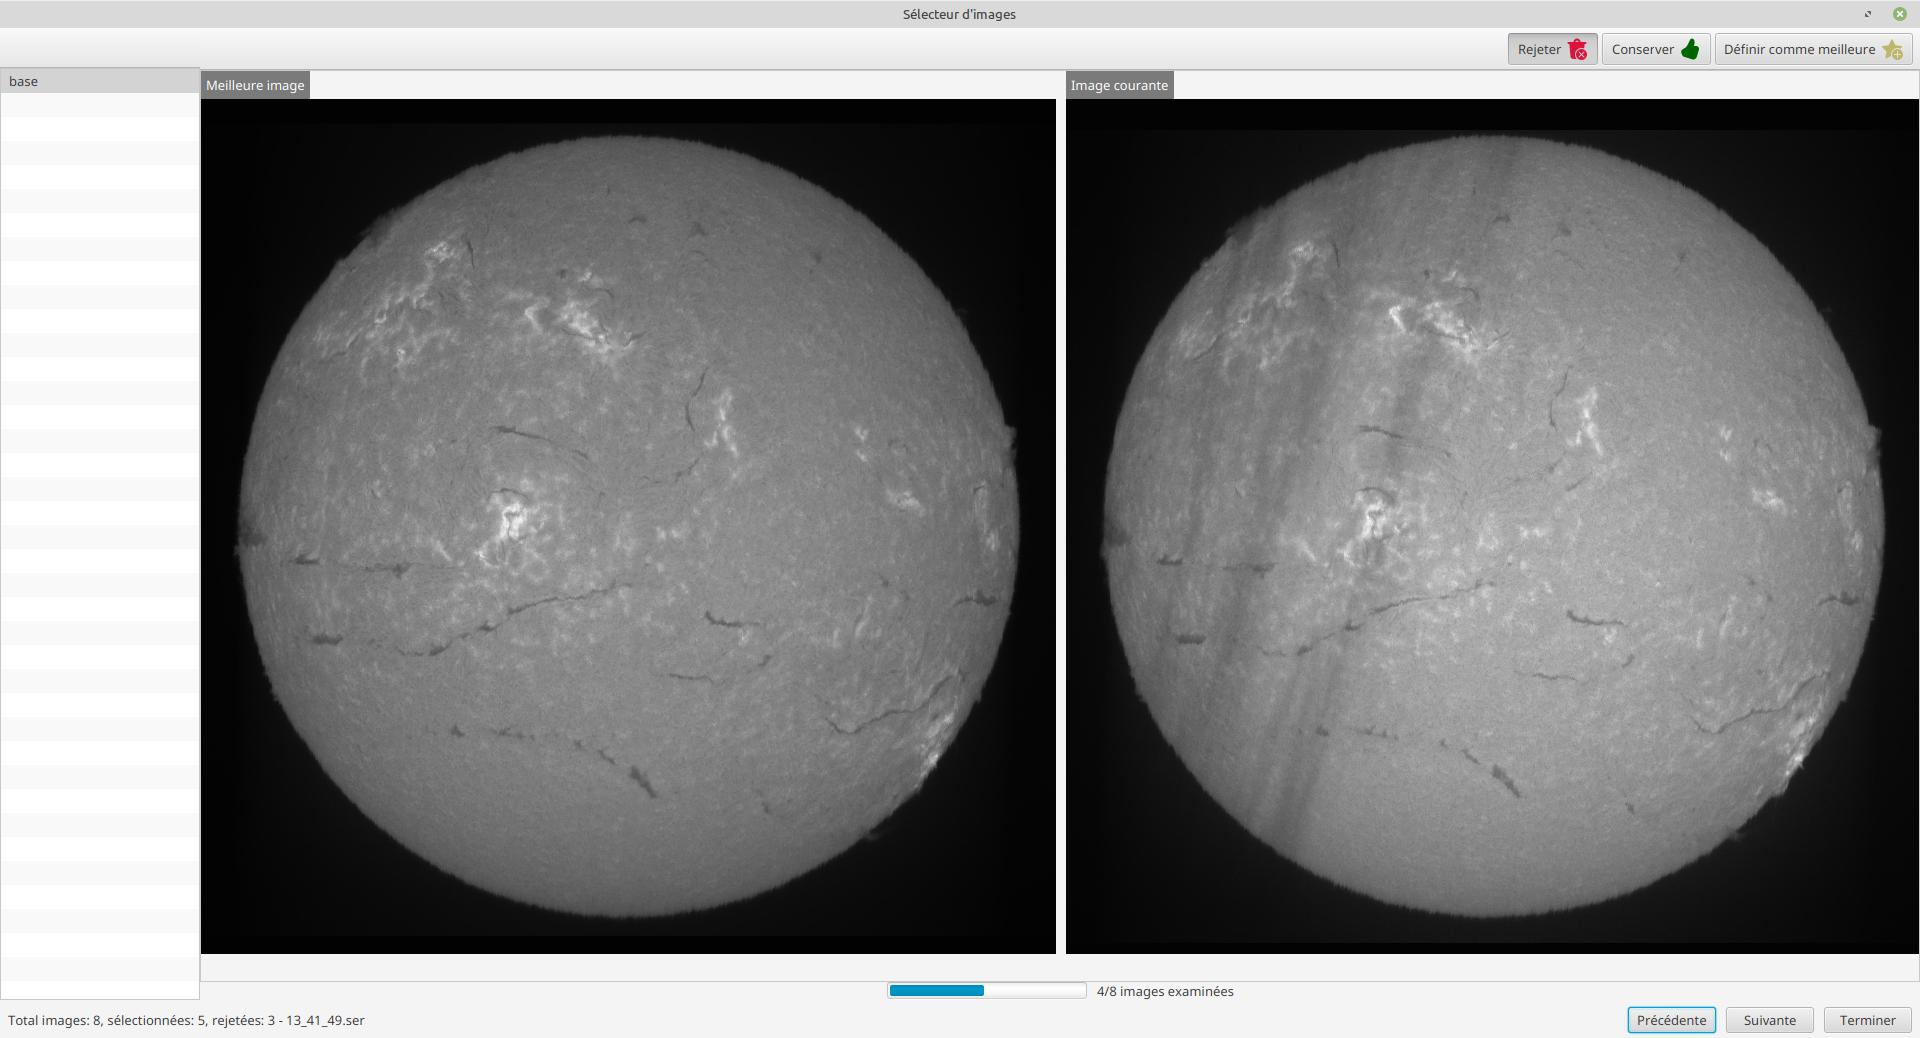 Sélecteur d'images
Rejeter
Conserver
Définir comme meilleure
base
Meilleure image
Image courante
4/8 images examinées
Total images: 8, sélectionnées: 5, rejetées: 3 - 13_41_49.ser
Précédente
Suivante
Terminer